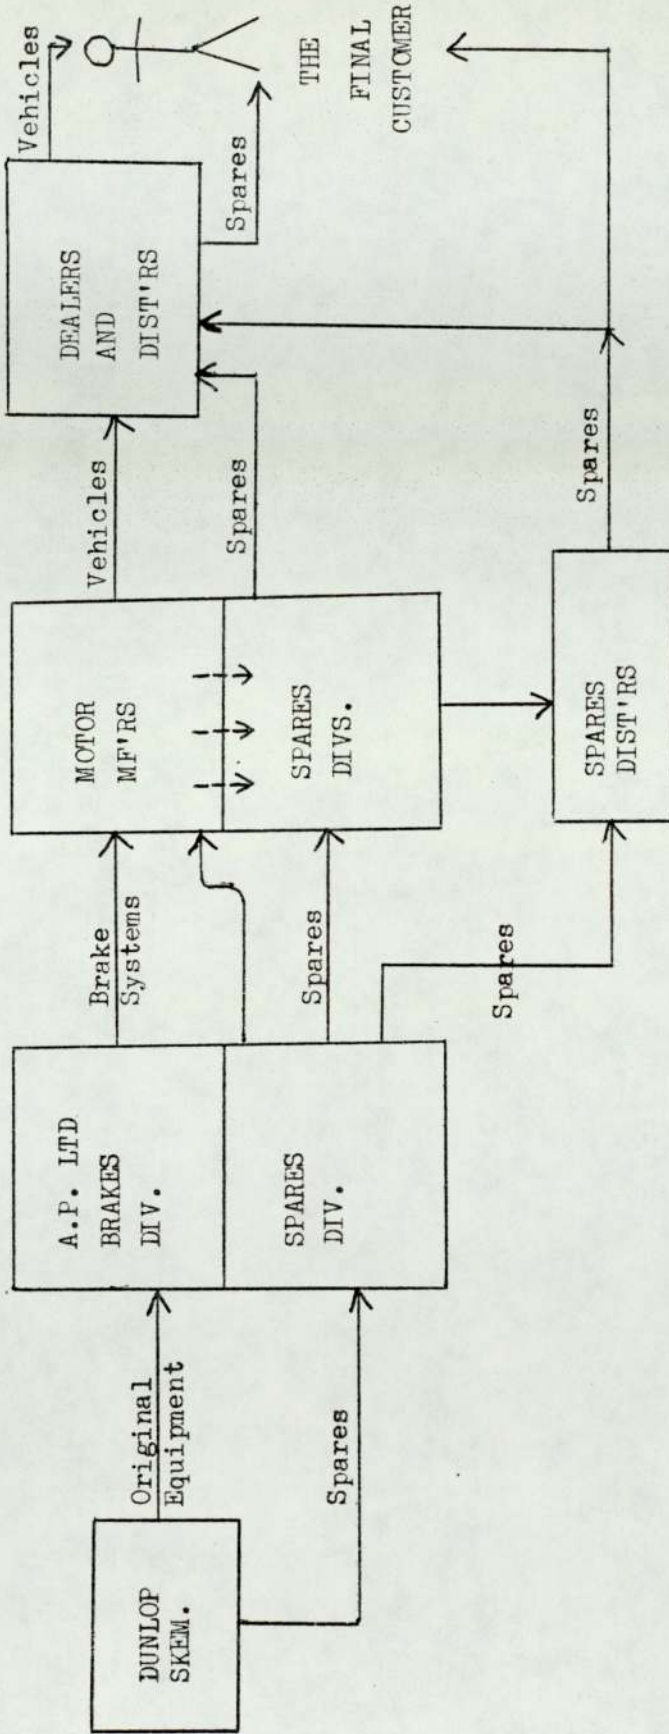 DUNLOP
SKEM.
Original
Equipment
Spares
A.P. LTD
BRAKES
DIV.
SPARES
DIV.
Brake
Systems
Spares
Spares
MOTOR
MF'RS
SPARES
DIVS.
SPARES
DIST'RS
Vehicles
Spares
Spares
DEALERS
AND
DIST'RS
Vehicles
Spares
THE
FINAL
CUSTOMER